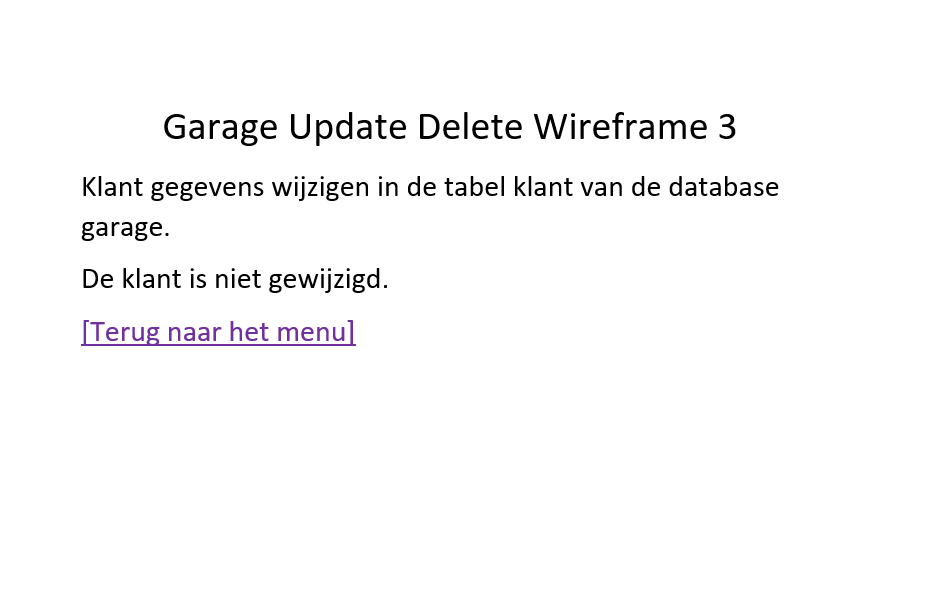 Garage Update Delete Wireframe 3
Klant gegevens wijzigen in de tabel klant van de database
garage.
De klant is niet gewijzigd.
[Terug naar het menu]